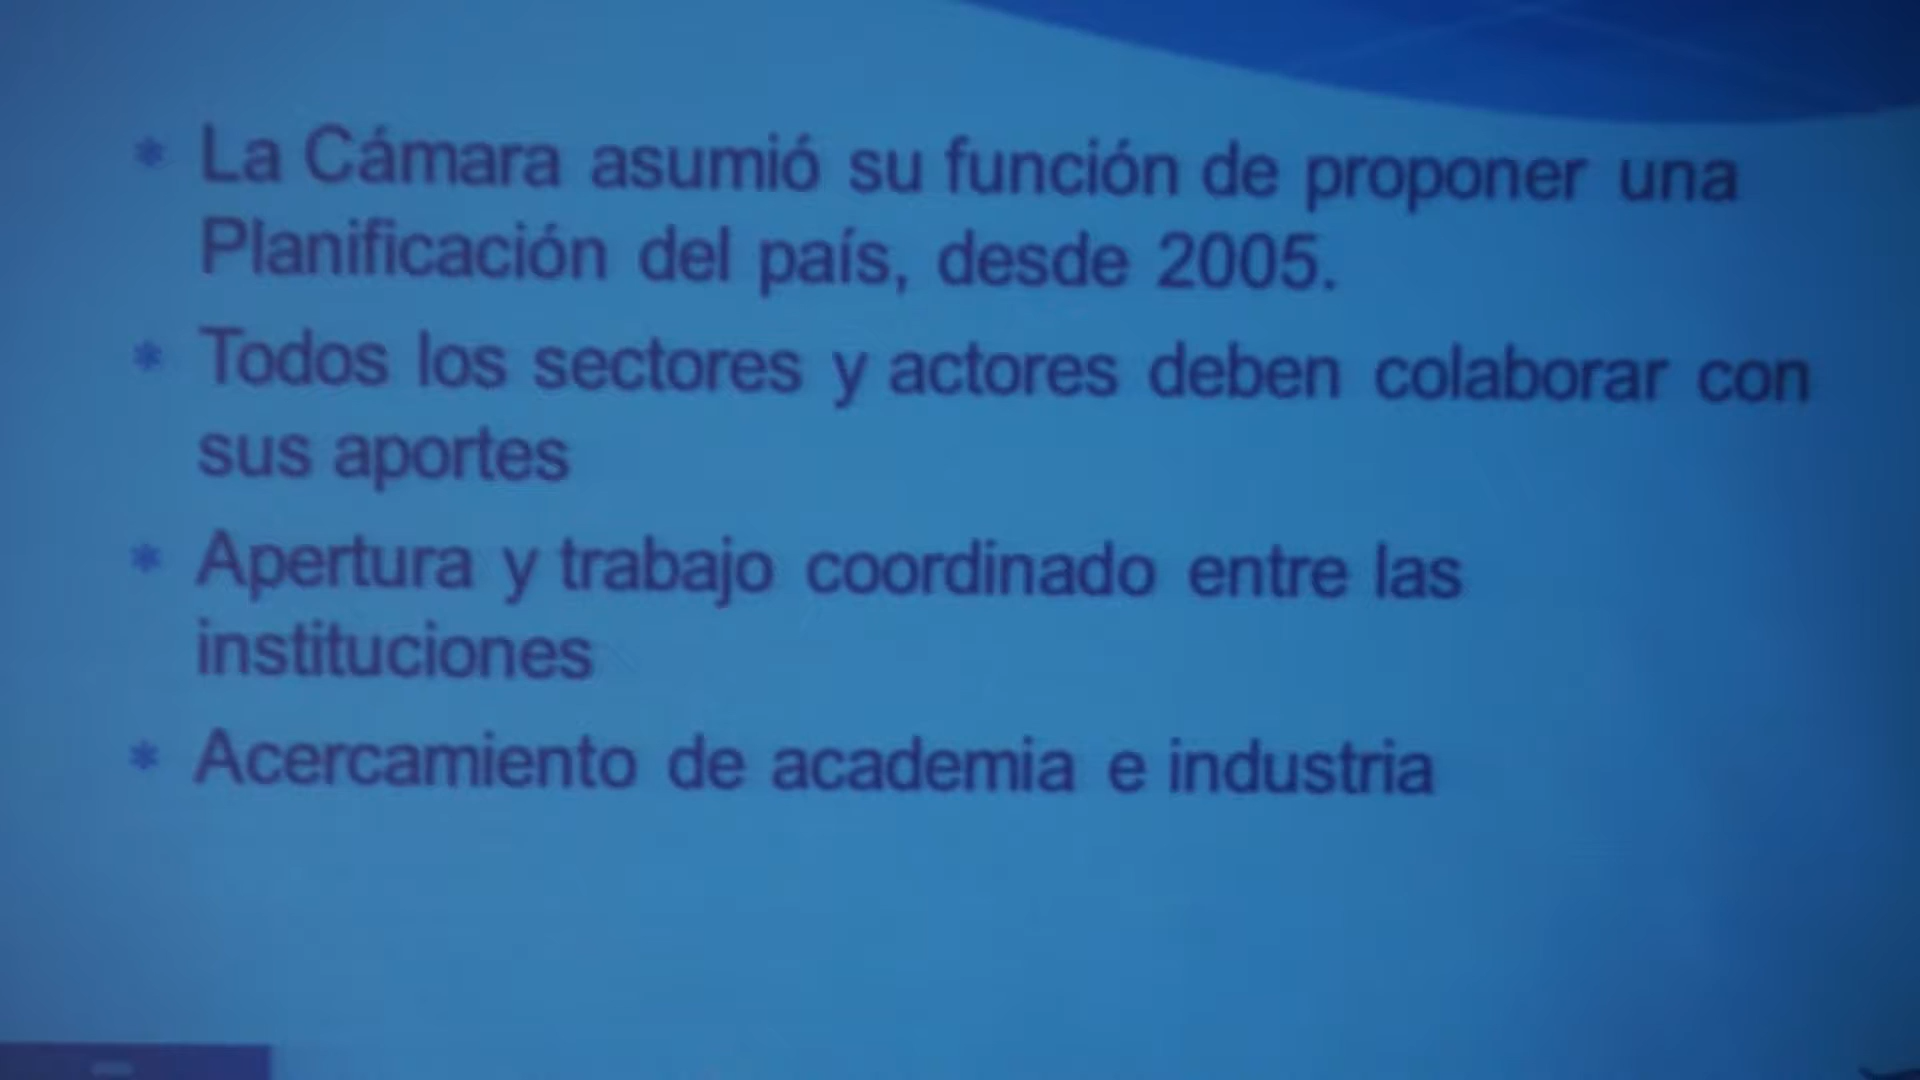 * La Cámara asumió su función de proponer una
Planificación del país, desde 2005.
* Todos los sectores y actores deben colaborar con
sus aportes
* Apertura y trabajo coordinado entre las
instituciones
* Acercamiento de academia e industria